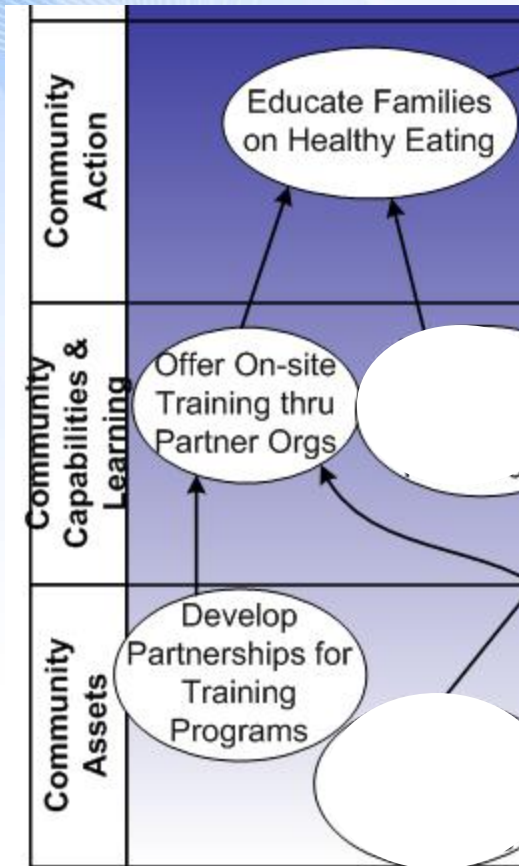 Community
Action
Educate Families
on Healthy Eating
Community
Capabilities &
Learning
Offer On-site
Training thru
Partner Orgs
Community
Assets
Develop
Partnerships for
Training
Programs